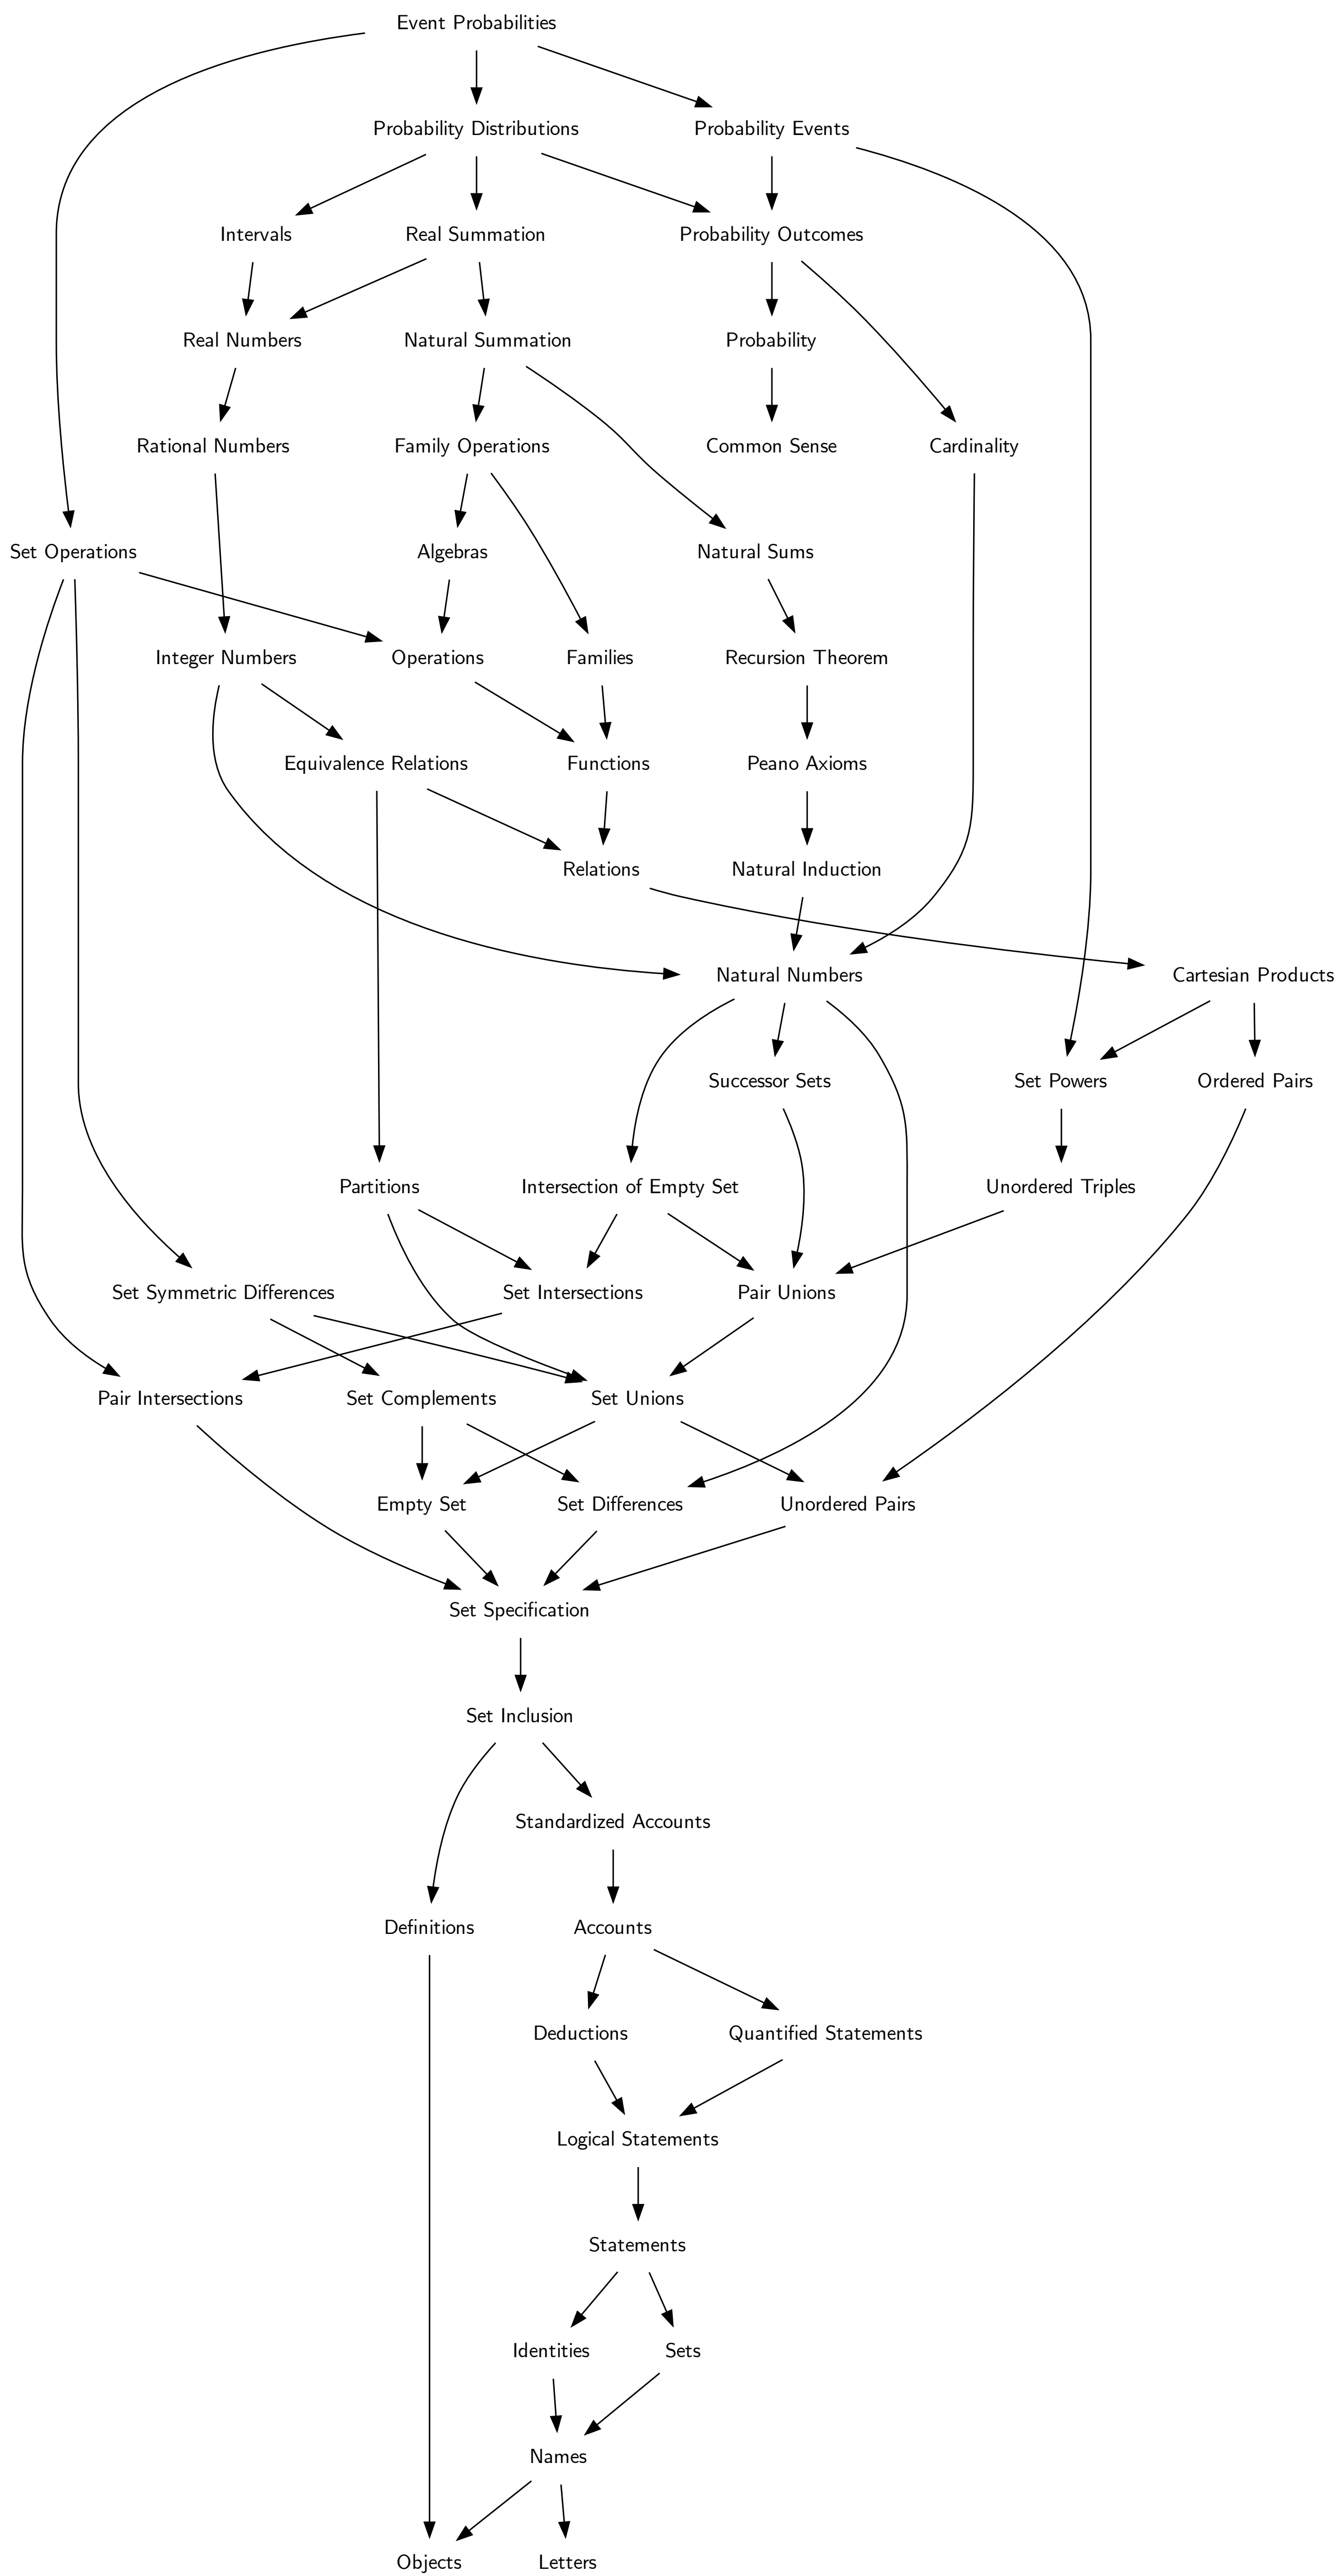 Event Probabilities
Probability Distributions
Probability Events
Intervals
Real Summation
Probability Outcomes
Real Numbers
Natural Summation
Probability
Rational Numbers
Family Operations
Common Sense
Cardinality
Set Operations
Algebras
Natural Sums
Integer Numbers
Operations
Families
Recursion Theorem
Equivalence Relations
Functions
Peano Axioms
Relations
Natural Induction
Natural Numbers
Cartesian Products
Successor Sets
Set Powers
Ordered Pairs
Partitions
Intersection of Empty Set
Unordered Triples
Set Symmetric Differences
Set Intersections
Pair Unions
Pair Intersections
Set Complements
Set Unions
Empty Set
Set Differences
Unordered Pairs
Set Specification
Set Inclusion
Standardized Accounts
Definitions
Accounts
Deductions
Quantified Statements
Logical Statements
Statements
Identities
Sets
Names
Objects
Letters